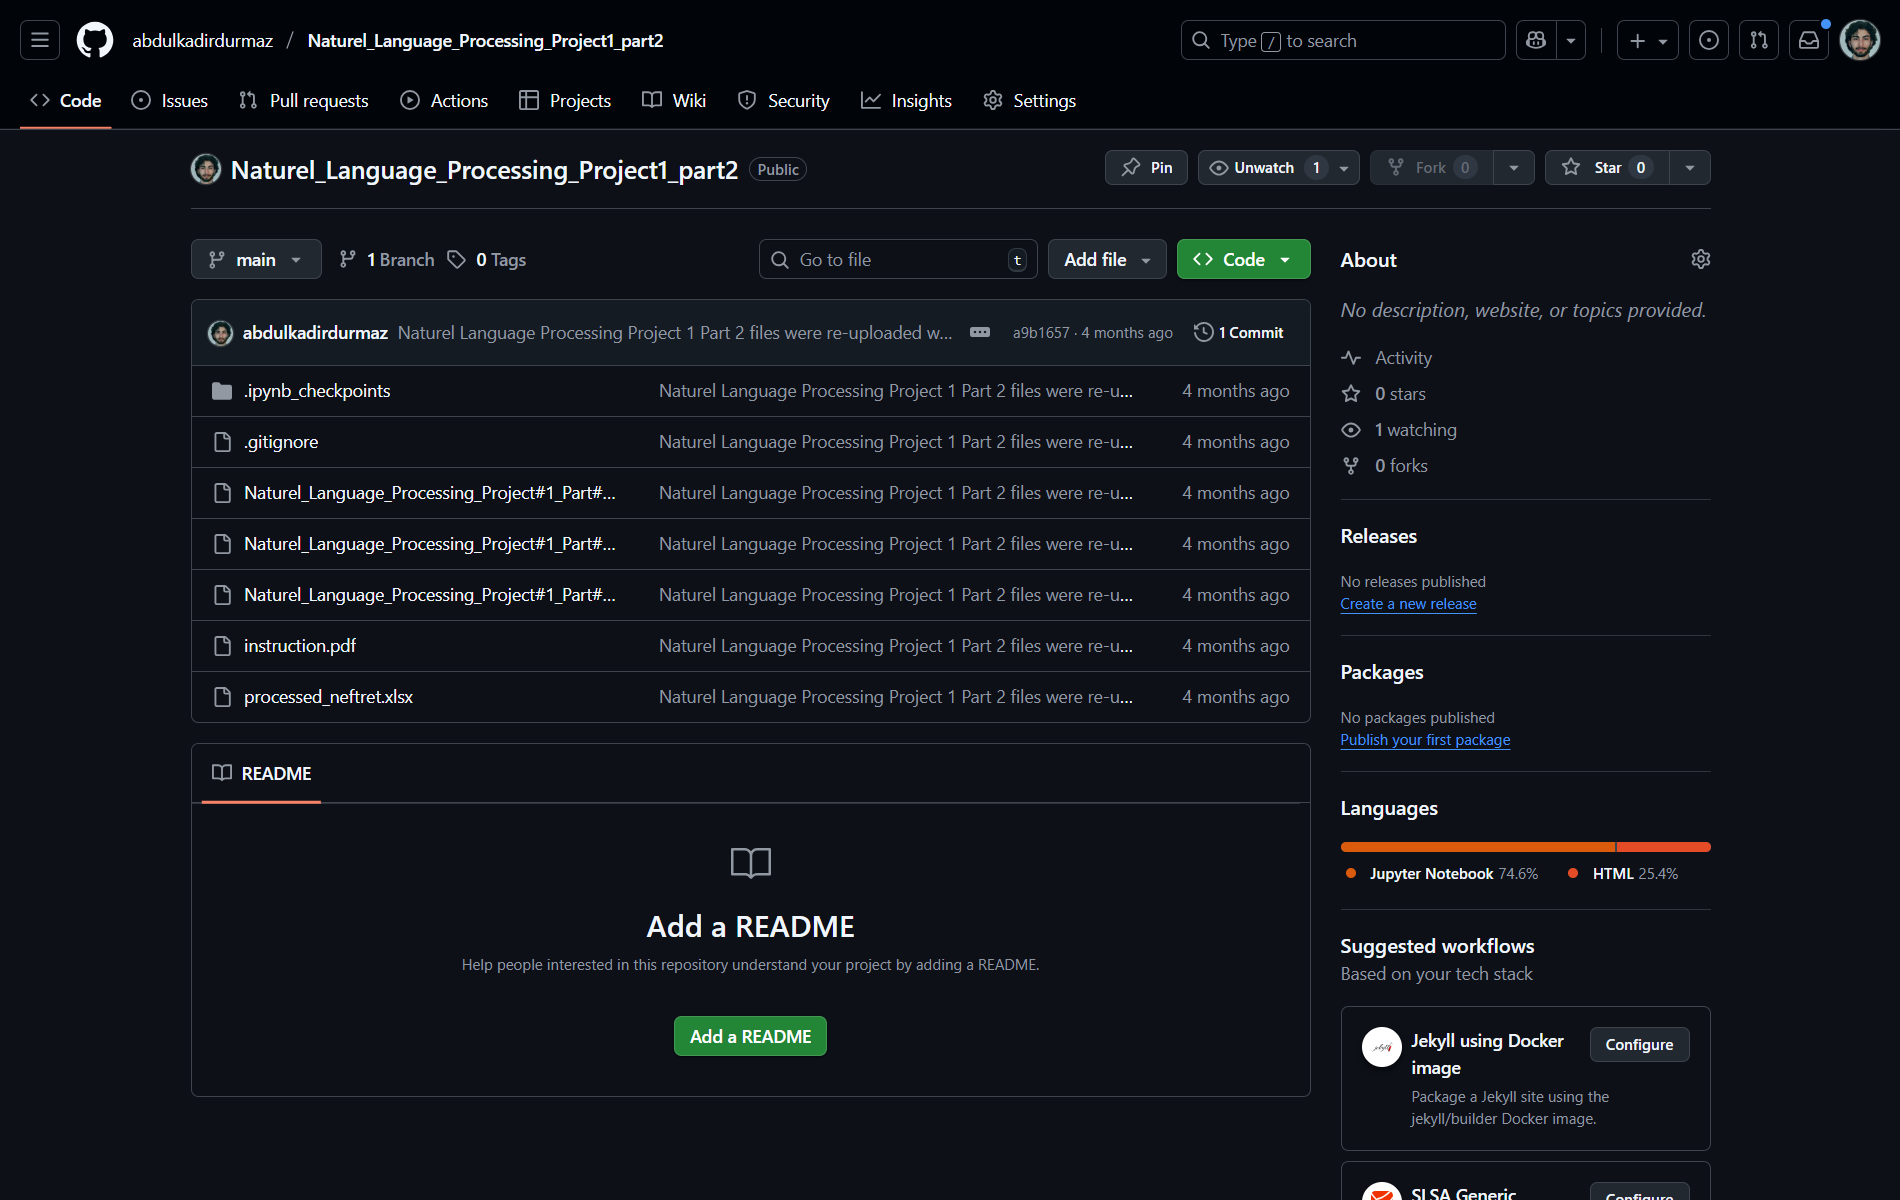 abdulkadirdurmaz / Naturel_Language_Processing_Project1_part2
Type / to search
Code Issues Pull requests Actions Projects Wiki Security Insights Settings
Naturel_Language_Processing_Project1_part2 Public
Pin Unwatch 1 Fork 0 Star 0
main 1 Branch 0 Tags Go to file t Add file Code
abdulkadirdurmaz Naturel Language Processing Project 1 Part 2 files were re-uploaded w... a9b1657 · 4 months ago 1 Commit
.ipynb_checkpoints Naturel Language Processing Project 1 Part 2 files were re-u... 4 months ago
.gitignore Naturel Language Processing Project 1 Part 2 files were re-u... 4 months ago
Naturel_Language_Processing_Project#1_Part#... Naturel Language Processing Project 1 Part 2 files were re-u... 4 months ago
Naturel_Language_Processing_Project#1_Part#... Naturel Language Processing Project 1 Part 2 files were re-u... 4 months ago
Naturel_Language_Processing_Project#1_Part#... Naturel Language Processing Project 1 Part 2 files were re-u... 4 months ago
instruction.pdf Naturel Language Processing Project 1 Part 2 files were re-u... 4 months ago
processed_neftret.xlsx Naturel Language Processing Project 1 Part 2 files were re-u... 4 months ago
README
Add a README
Help people interested in this repository understand your project by adding a README.
Add a README
About
No description, website, or topics provided.
Activity
0 stars
1 watching
0 forks
Releases
No releases published
Create a new release
Packages
No packages published
Publish your first package
Languages
Jupyter Notebook 74.6% HTML 25.4%
Suggested workflows
Based on your tech stack
Jekyll using Docker
image
Configure
Package a Jekyll site using the
jekyll/builder Docker image.
SLSA Generic
Configure